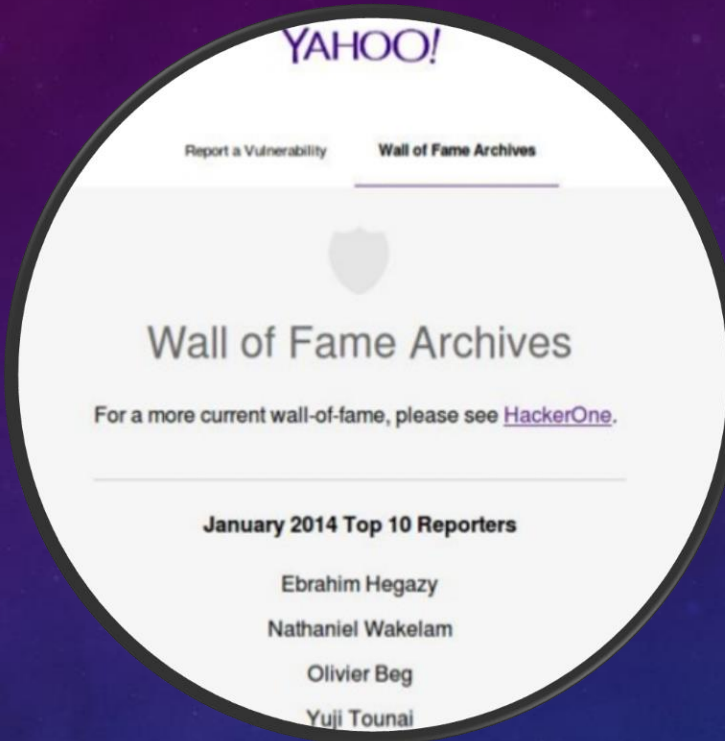 YAHOO!
Report a Vulnerability Wall of Fame Archives
Wall of Fame Archives
For a more current wall-of-fame, please see HackerOne.
January 2014 Top 10 Reporters
Ebrahim Hegazy
Nathaniel Wakelam
Olivier Beg
Yuji Tounai